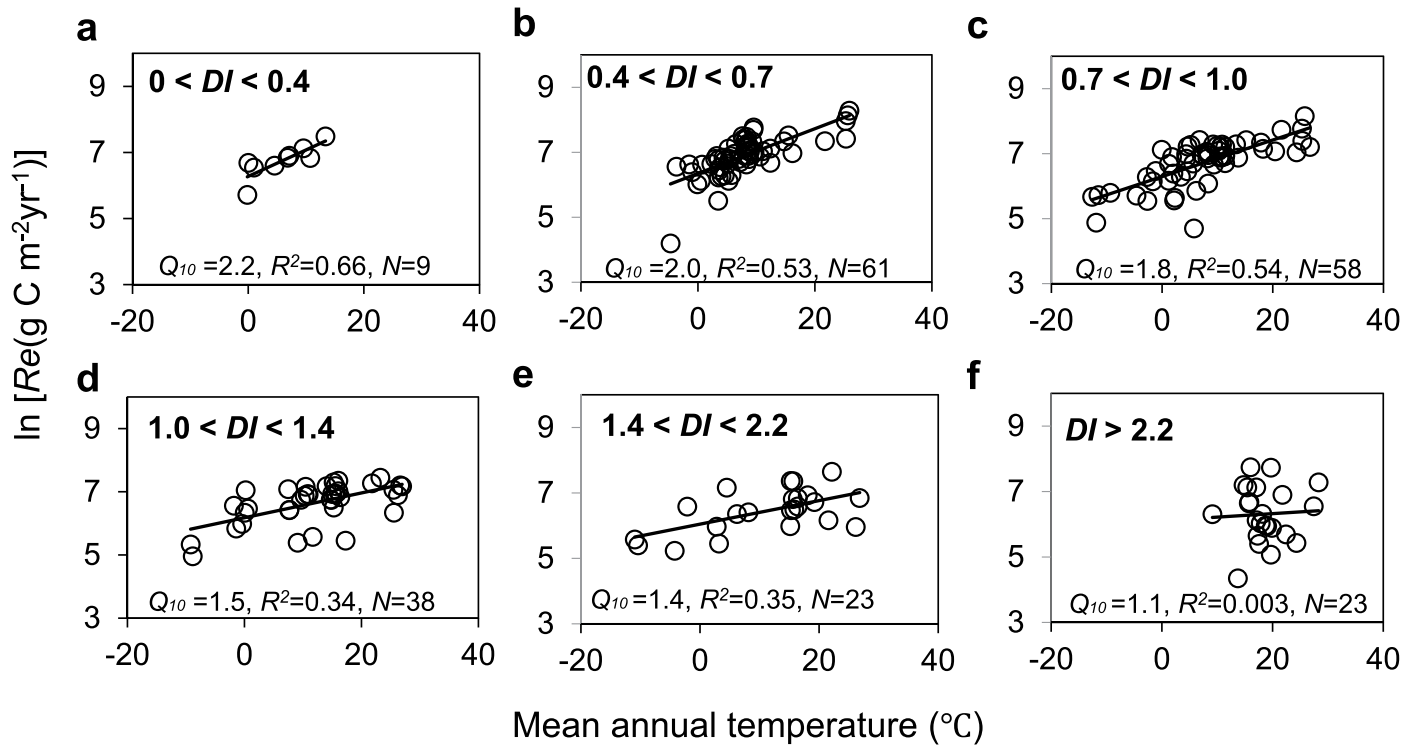 a
0 < DI < 0.4
9
7
5
3
Q10 =2.2, R2=0.66, N=9
-20 0 20 40
b
0.4 < DI < 0.7
9
7
5
3
Q10 =2.0, R2=0.53, N=61
-20 0 20 40
c
0.7 < DI < 1.0
9
7
5
3
Q10 =1.8, R2=0.54, N=58
-20 0 20 40
d
1.0 < DI < 1.4
9
7
5
3
Q10 =1.5, R2=0.34, N=38
-20 0 20 40
e
1.4 < DI < 2.2
9
7
5
3
Q10 =1.4, R2=0.35, N=23
-20 0 20 40
f
DI > 2.2
9
7
5
3
Q10 =1.1, R2=0.003, N=23
-20 0 20 40
ln [Re(g C m-2yr-1)]
Mean annual temperature (℃)